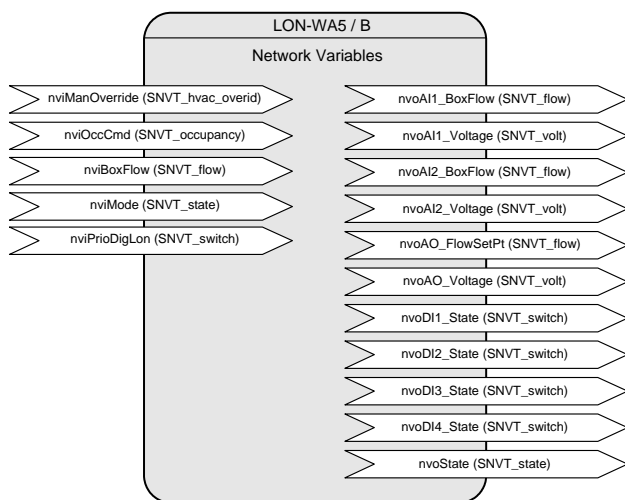 LON-WA5 / B
Network Variables
nviManOverride (SNVT_hvac_overid)
nviOccCmd (SNVT_occupancy)
nviBoxFlow (SNVT_flow)
nviMode (SNVT_state)
nviPrioDigLon (SNVT_switch)
nvoAI1_BoxFlow (SNVT_flow)
nvoAI1_Voltage (SNVT_volt)
nvoAI2_BoxFlow (SNVT_flow)
nvoAI2_Voltage (SNVT_volt)
nvoAO_FlowSetPt (SNVT_flow)
nvoAO_Voltage (SNVT_volt)
nvoDI1_State (SNVT_switch)
nvoDI2_State (SNVT_switch)
nvoDI3_State (SNVT_switch)
nvoDI4_State (SNVT_switch)
nvoState (SNVT_state)